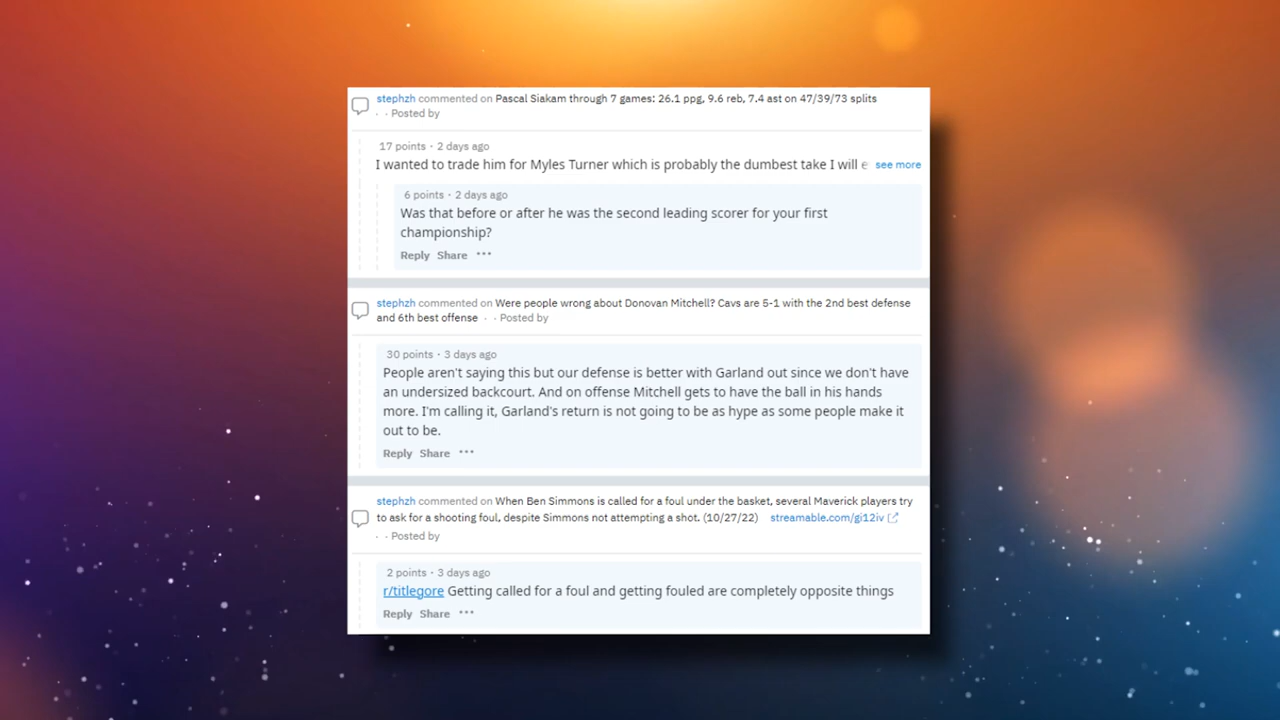 stephzh commented on Pascal Siakam through 7 games: 26.1 ppg, 9.6 reb, 7.4 ast on 47/39/73 splits
· · Posted by
17 points · 2 days ago
I wanted to trade him for Myles Turner which is probably the dumbest take I will e see more
6 points · 2 days ago
Was that before or after he was the second leading scorer for your first
championship?
Reply Share ···
stephzh commented on Were people wrong about Donovan Mitchell? Cavs are 5-1 with the 2nd best defense
and 6th best offense · · Posted by
30 points · 3 days ago
People aren't saying this but our defense is better with Garland out since we don't have
an undersized backcourt. And on offense Mitchell gets to have the ball in his hands
more. I'm calling it, Garland's return is not going to be as hype as some people make it
out to be.
Reply Share ···
stephzh commented on When Ben Simmons is called for a foul under the basket, several Maverick players try
to ask for a shooting foul, despite Simmons not attempting a shot. (10/27/22) streamable.com/gi12iv
· · Posted by
2 points · 3 days ago
r/titlegore Getting called for a foul and getting fouled are completely opposite things
Reply Share ···